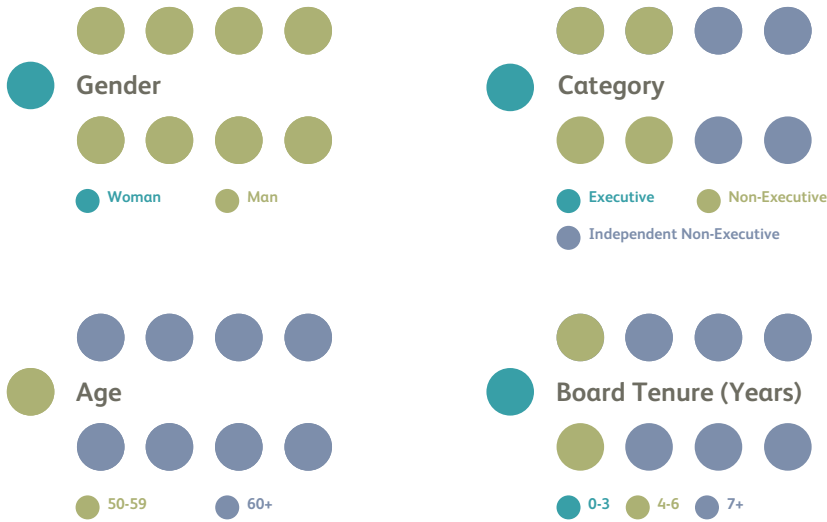 Gender
Woman
Man
Category
Executive
Non-Executive
Independent Non-Executive
Age
50-59
60+
Board Tenure (Years)
0-3
4-6
7+